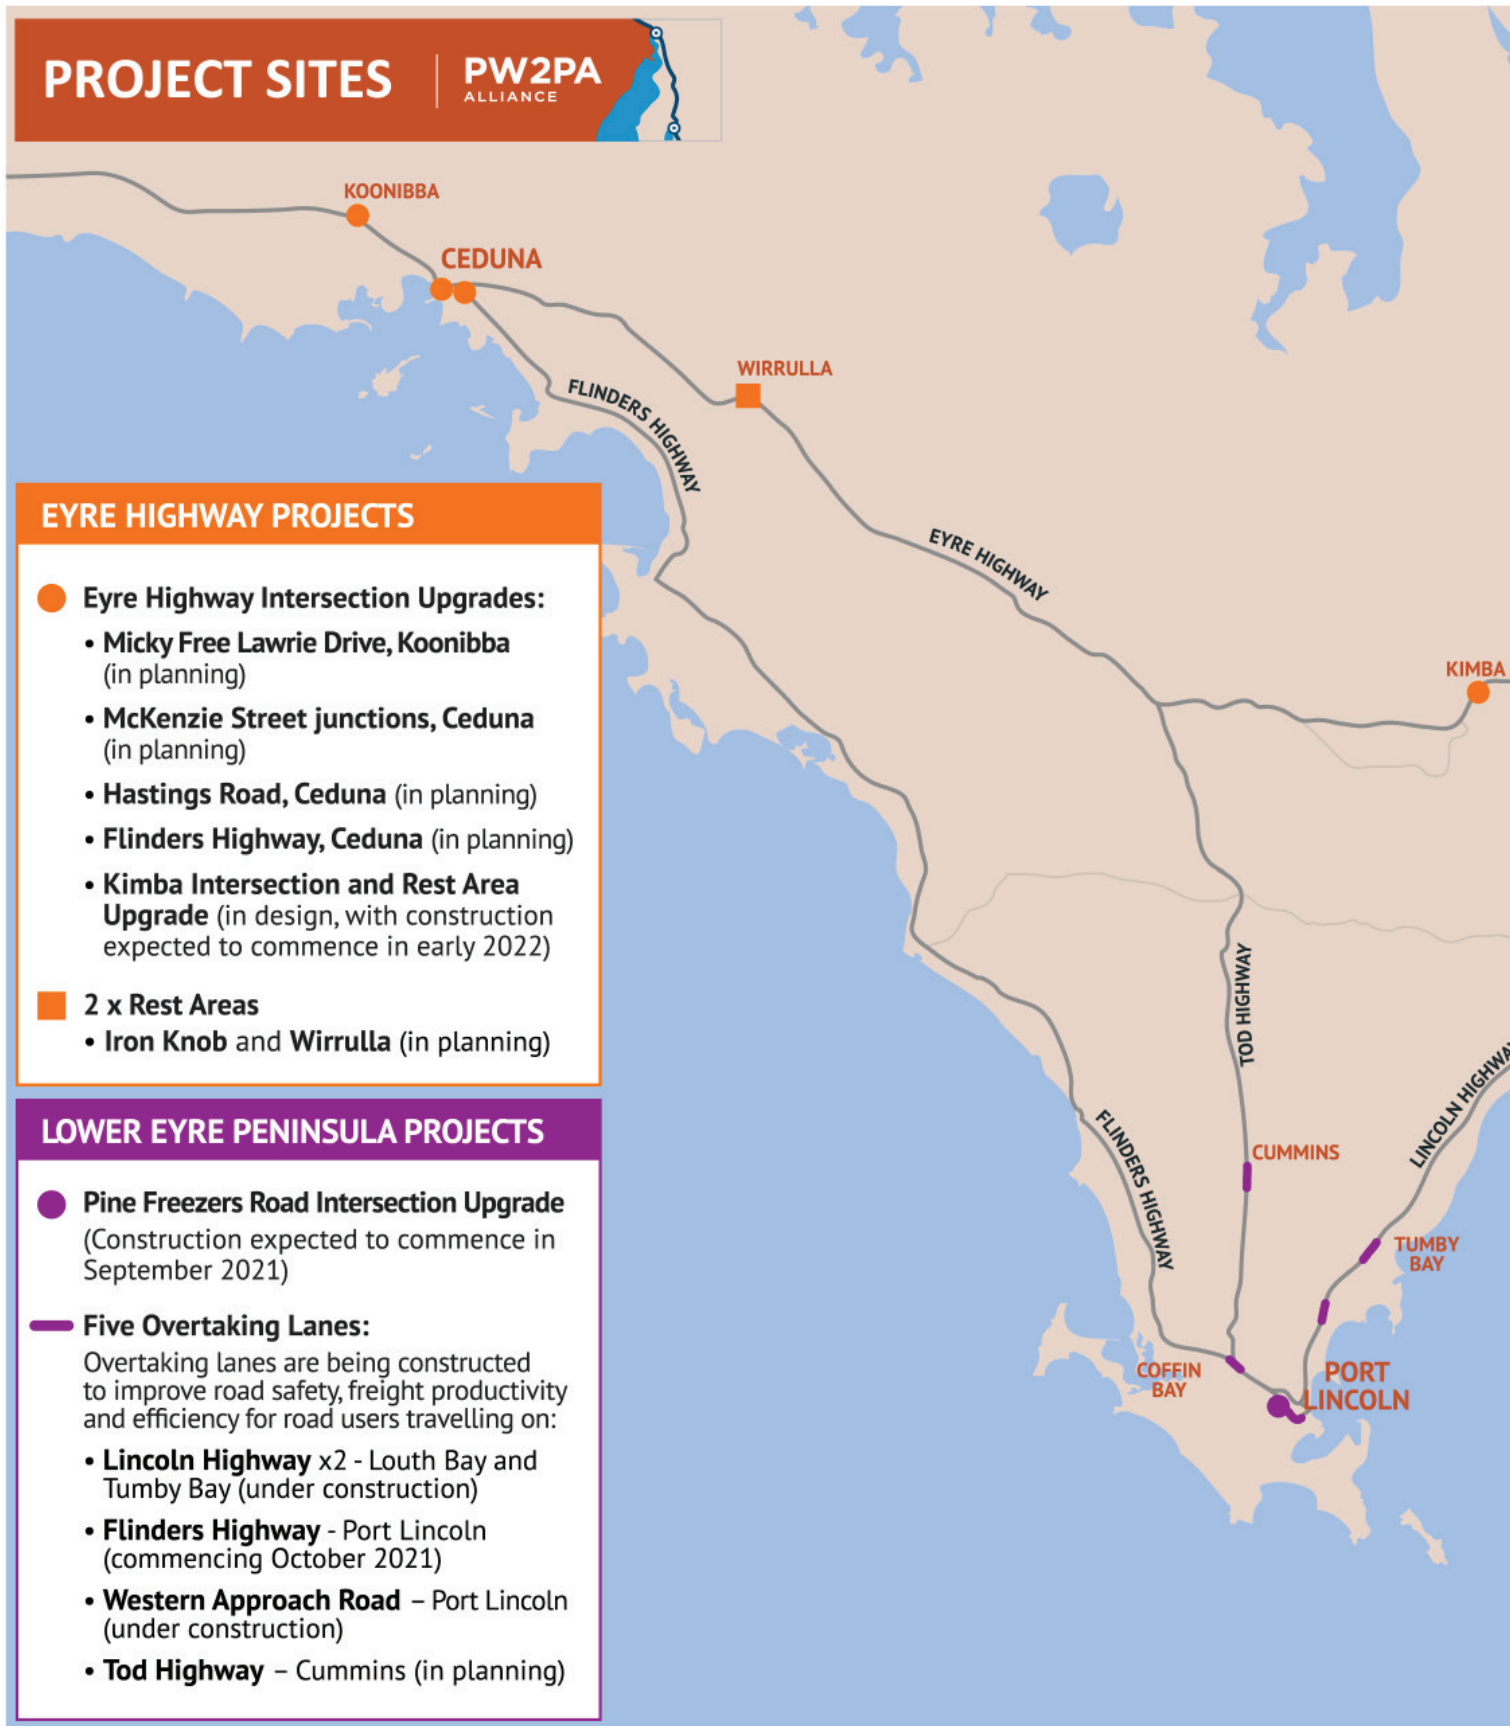 PROJECT SITES
PW2PA
ALLIANCE
KOONIBBA
CEDUNA
WIRRULLA
FLINDERS HIGHWAY
EYRE HIGHWAY
KIMBA
EYRE HIGHWAY PROJECTS
Eyre Highway Intersection Upgrades:
• Micky Free Lawrie Drive, Koonibba
(in planning)
• McKenzie Street junctions, Ceduna
(in planning)
• Hastings Road, Ceduna (in planning)
• Flinders Highway, Ceduna (in planning)
• Kimba Intersection and Rest Area
Upgrade (in design, with construction
expected to commence in early 2022)
2 x Rest Areas
• Iron Knob and Wirrulla (in planning)
TOD HIGHWAY
LINCOLN HIGHWAY
FLINDERS HIGHWAY
CUMMINS
TUMBY
BAY
COFFIN
BAY
PORT
LINCOLN
LOWER EYRE PENINSULA PROJECTS
Pine Freezers Road Intersection Upgrade
(Construction expected to commence in
September 2021)
Five Overtaking Lanes:
Overtaking lanes are being constructed
to improve road safety, freight productivity
and efficiency for road users travelling on:
• Lincoln Highway x2 - Louth Bay and
Tumby Bay (under construction)
• Flinders Highway - Port Lincoln
(commencing October 2021)
• Western Approach Road – Port Lincoln
(under construction)
• Tod Highway – Cummins (in planning)